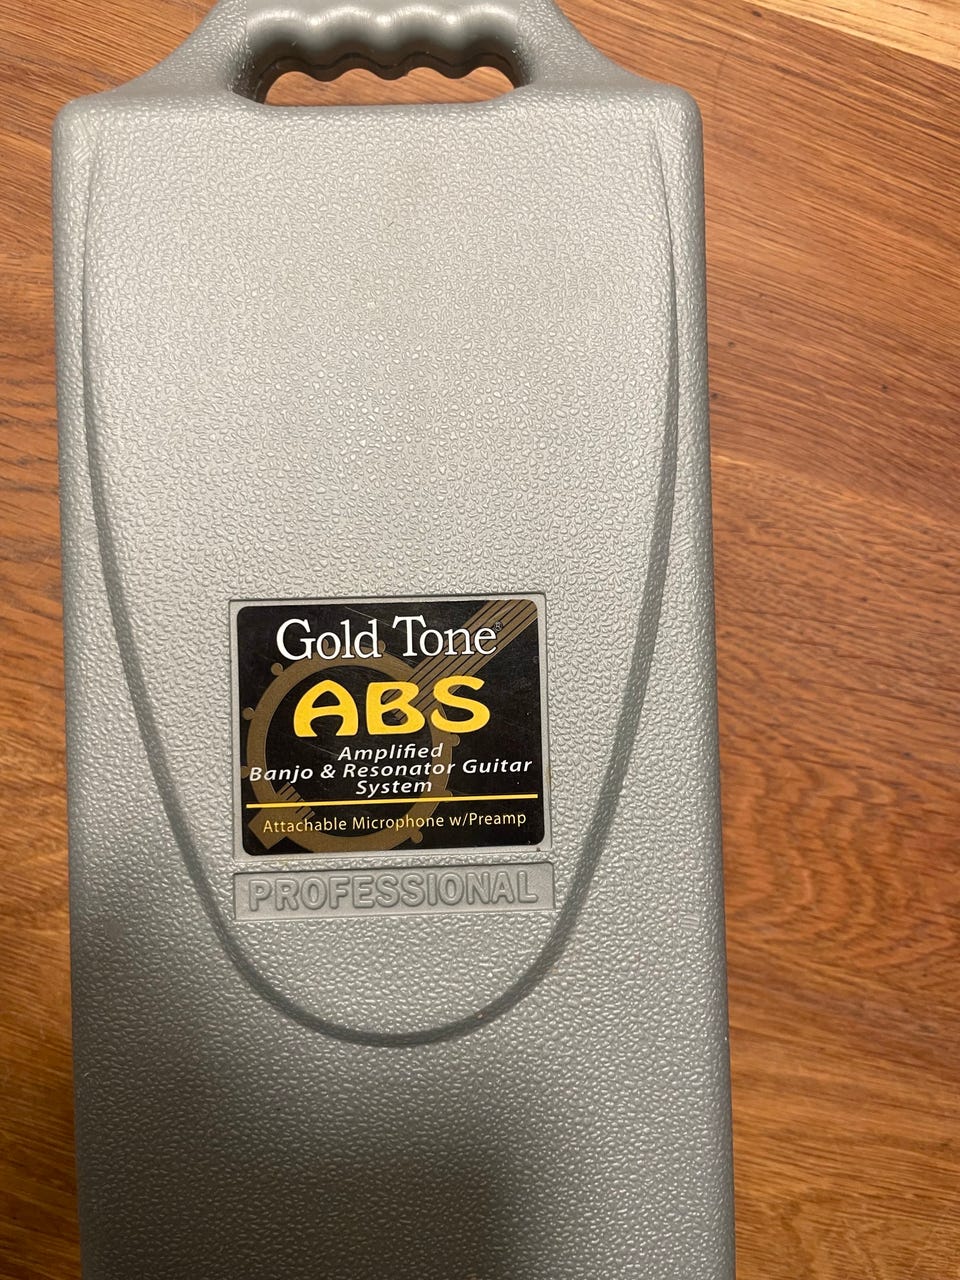 Gold Tone®
ABS
Amplified
Banjo & Resonator Guitar
System
Attachable Microphone w/Preamp
PROFESSIONAL